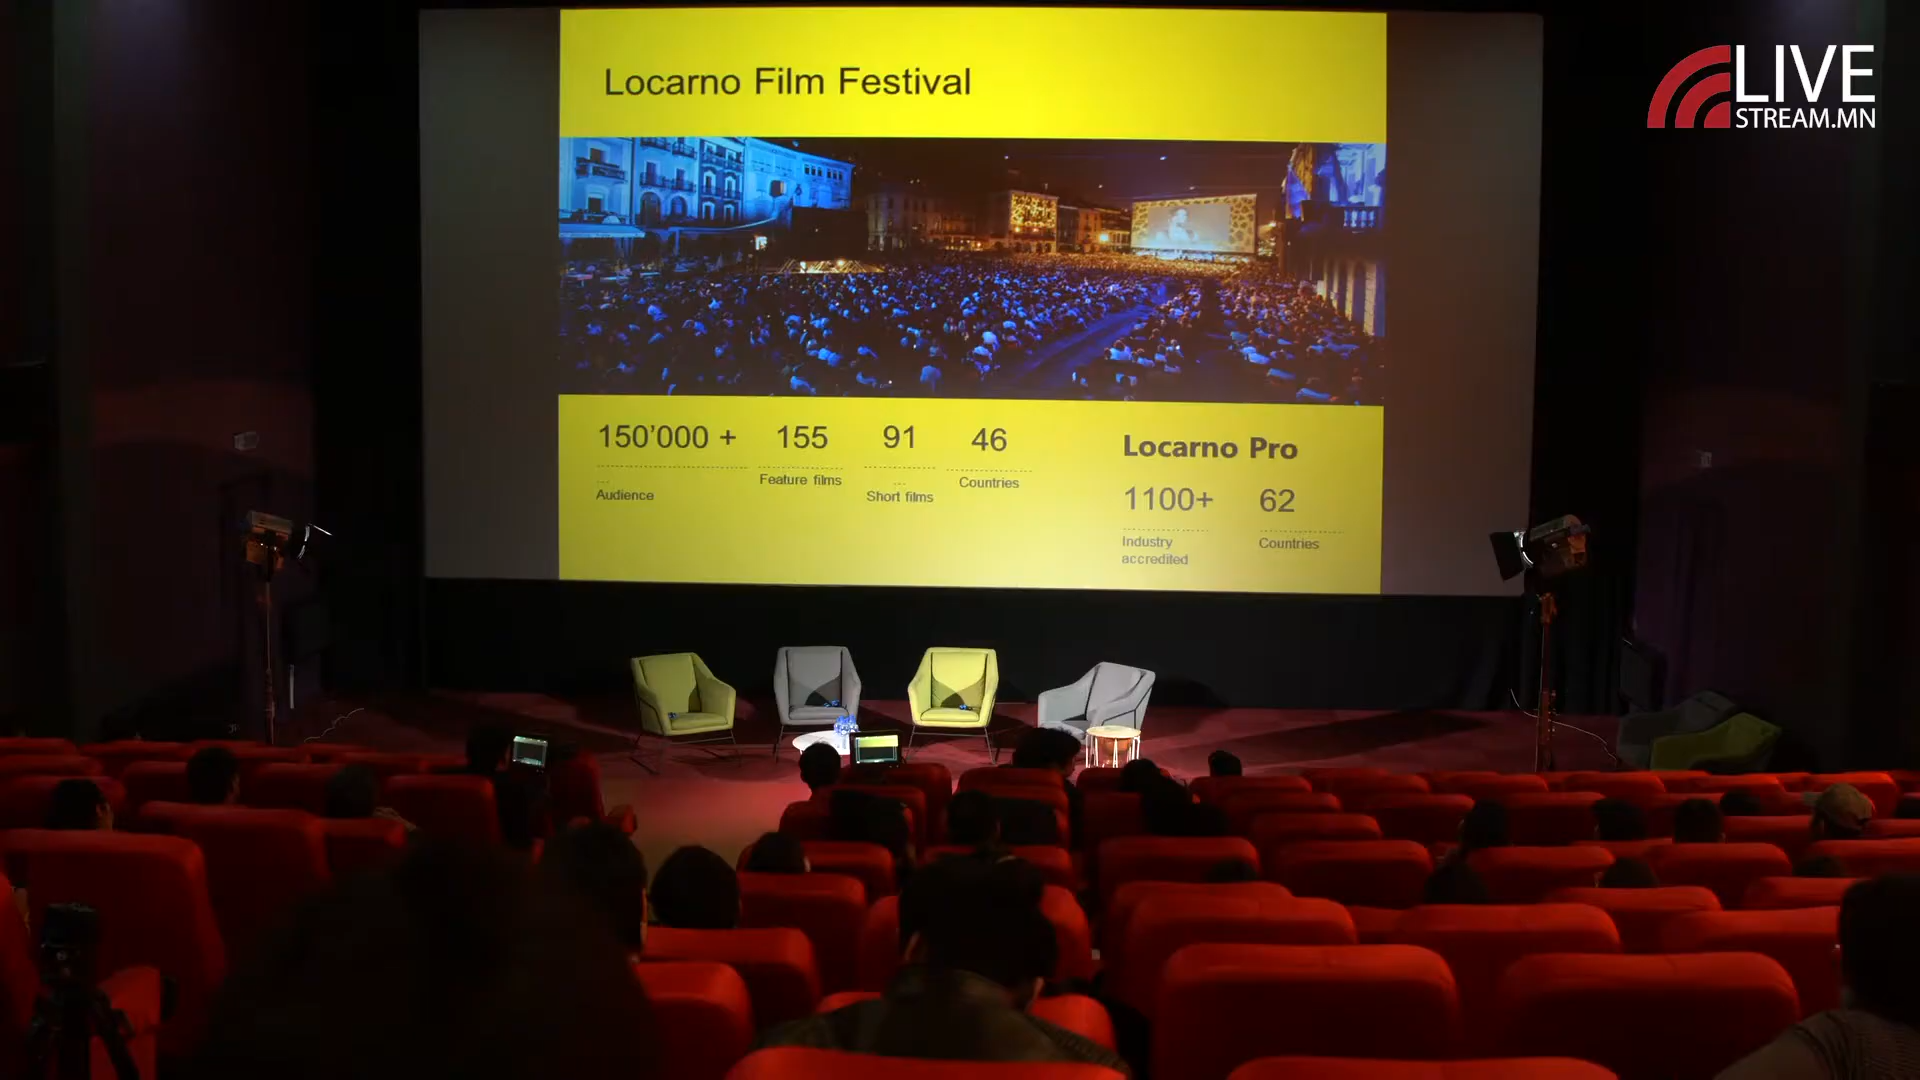 LIVE
STREAM.MN
Locarno Film Festival
150’000 +
155
91
46
Audience
Feature films
Short films
Countries
Locarno Pro
1100+
62
Industry
accredited
Countries